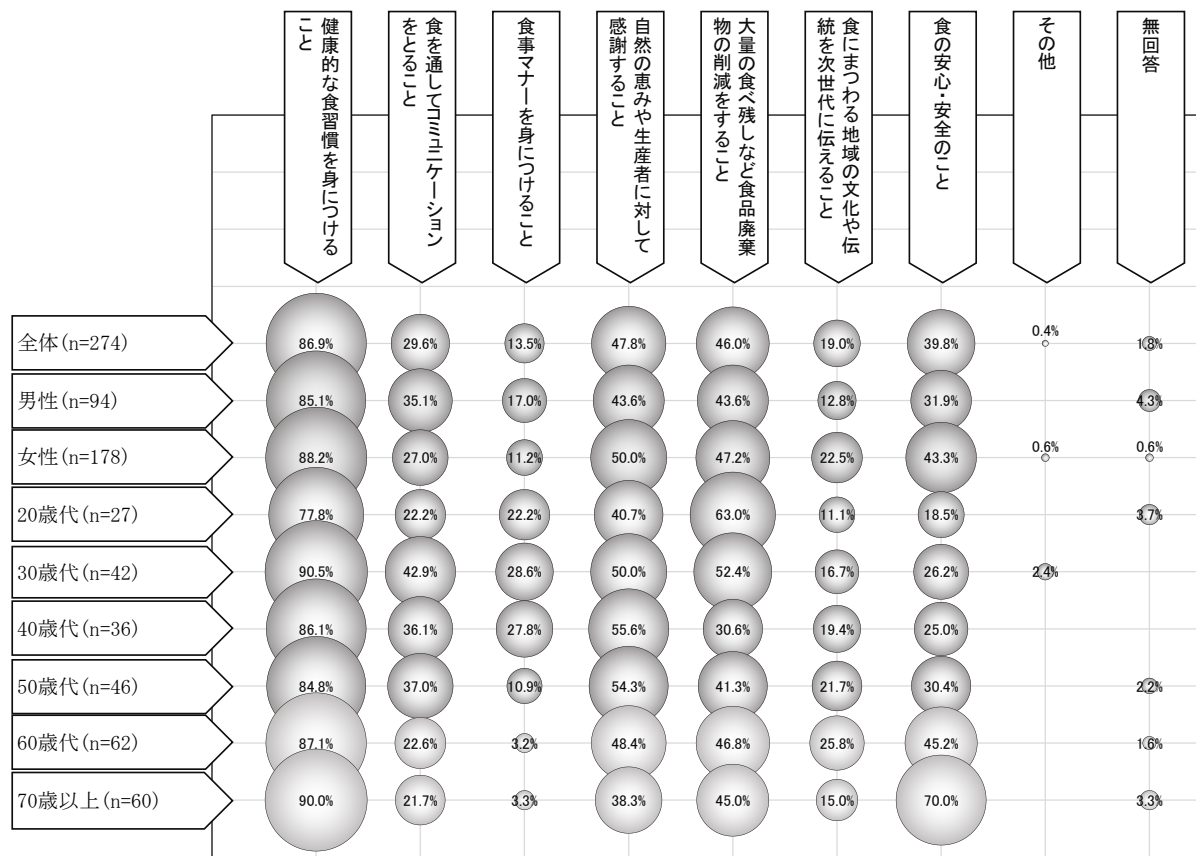 健康的な食習慣を身につける
こと
食を通してコミュニケーション
をとること
食事マナーを身につけること
自然の恵みや生産者に対して
感謝すること
大量の食べ残しなど食品廃棄
物の削減をすること
食にまつわる地域の文化や伝
統を次世代に伝えること
食の安心・安全のこと
その他
無回答
全体(n=274) 86.9% 29.6% 13.5% 47.8% 46.0% 19.0% 39.8% 0.4% 1.8%
男性(n=94) 85.1% 35.1% 17.0% 43.6% 43.6% 12.8% 31.9% 4.3%
女性(n=178) 88.2% 27.0% 11.2% 50.0% 47.2% 22.5% 43.3% 0.6% 0.6%
20歳代(n=27) 77.8% 22.2% 22.2% 40.7% 63.0% 11.1% 18.5% 3.7%
30歳代(n=42) 90.5% 42.9% 28.6% 50.0% 52.4% 16.7% 26.2% 2.4%
40歳代(n=36) 86.1% 36.1% 27.8% 55.6% 30.6% 19.4% 25.0%
50歳代(n=46) 84.8% 37.0% 10.9% 54.3% 41.3% 21.7% 30.4% 2.2%
60歳代(n=62) 87.1% 22.6% 3.2% 48.4% 46.8% 25.8% 45.2% 1.6%
70歳以上(n=60) 90.0% 21.7% 3.3% 38.3% 45.0% 15.0% 70.0% 3.3%